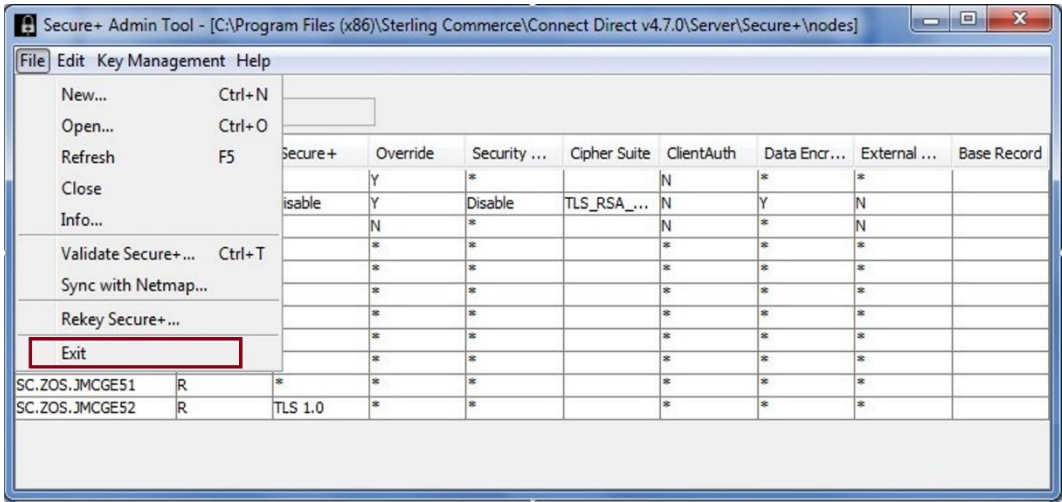 Secure+ Admin Tool - [C:\Program Files (x86)\Sterling Commerce\Connect Direct v4.7.0\Server\Secure+\nodes]
File Edit Key Management Help
New... Ctrl+N
Open... Ctrl+O
Refresh F5
Close
Info...
Validate Secure+... Ctrl+T
Sync with Netmap...
Rekey Secure+...
Exit
Secure+ Override Security ... Cipher Suite ClientAuth Data Encr... External ... Base Record
Y * N * *
isable Y Disable TLS_RSA_... N Y N
N * N * N
* * * * *
* * * * *
* * * * *
* * * * *
* * * * *
* * * * *
SC.ZOS.JMCGE51 R * * * * * *
SC.ZOS.JMCGE52 R TLS 1.0 * * * * *